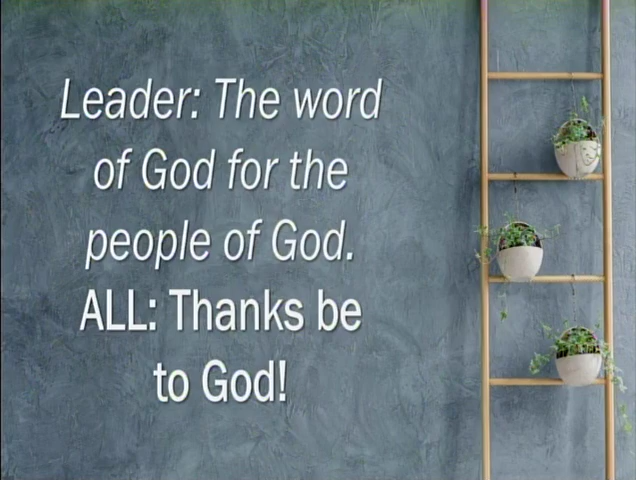 Leader: The word
of God for the
people of God.
ALL: Thanks be
to God!